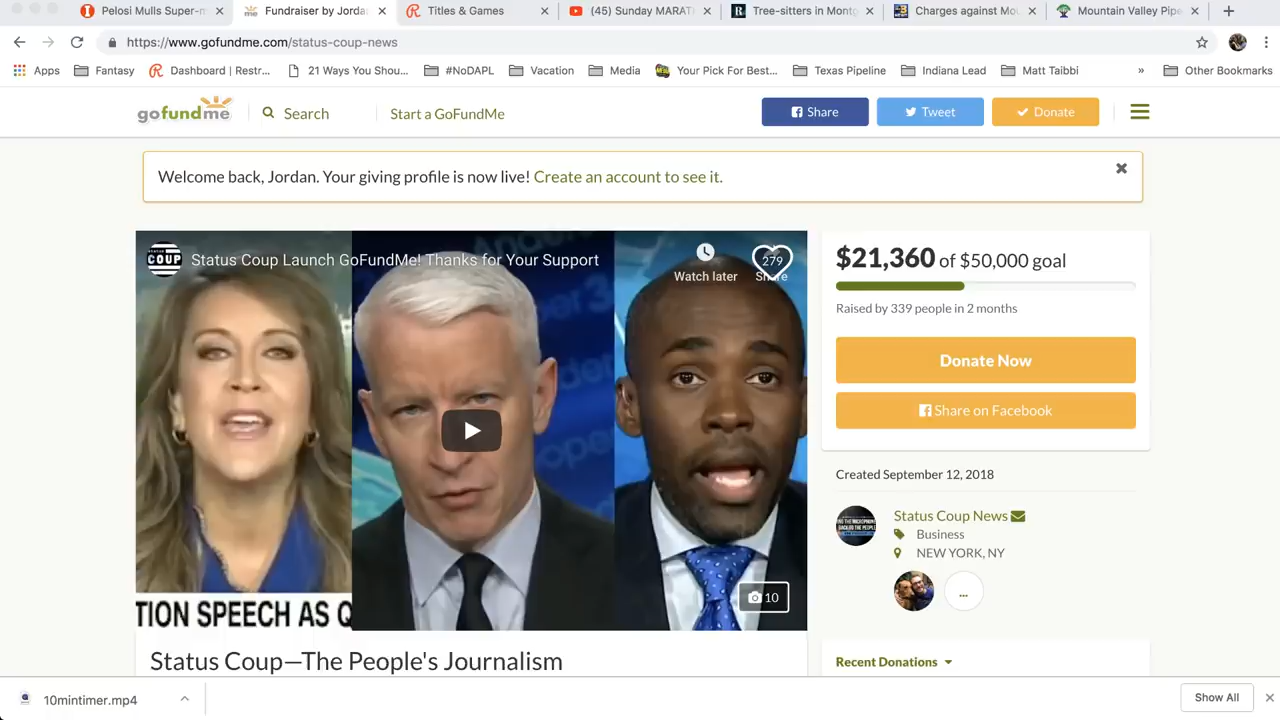 Pelosi Mulls Super-m
Fundraiser by Jorda
Titles & Games
(45) Sunday MARAT
Tree-sitters in Montg
Charges against Mou
Mountain Valley Pipe
https://www.gofundme.com/status-coup-news
Apps
Fantasy
Dashboard | Restr...
21 Ways You Shou...
#NoDAPL
Vacation
Media
Your Pick For Best...
Texas Pipeline
Indiana Lead
Matt Taibbi
»
Other Bookmarks
gofundme
Search
Start a GoFundMe
Share
Tweet
Donate
Welcome back, Jordan. Your giving profile is now live! Create an account to see it.
STATUS
COUP
Status Coup Launch GoFundMe! Thanks for Your Support
Watch later
279
Share
TION SPEECH AS Q
10
Status Coup—The People's Journalism
$21,360 of $50,000 goal
Raised by 339 people in 2 months
Donate Now
Share on Facebook
Created September 12, 2018
Status Coup News
Business
NEW YORK, NY
...
Recent Donations
10mintimer.mp4
Show All